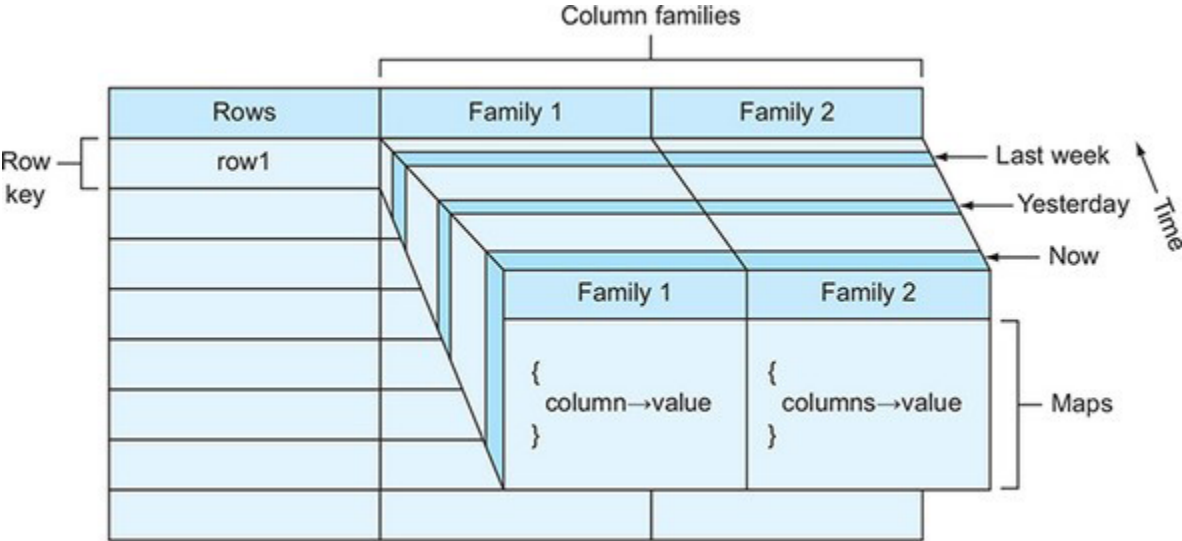 Column families
Rows
Family 1
Family 2
Row
key
row1
Last week
Yesterday
Now
Time
Family 1
Family 2
{
column→value
}
{
columns→value
}
Maps